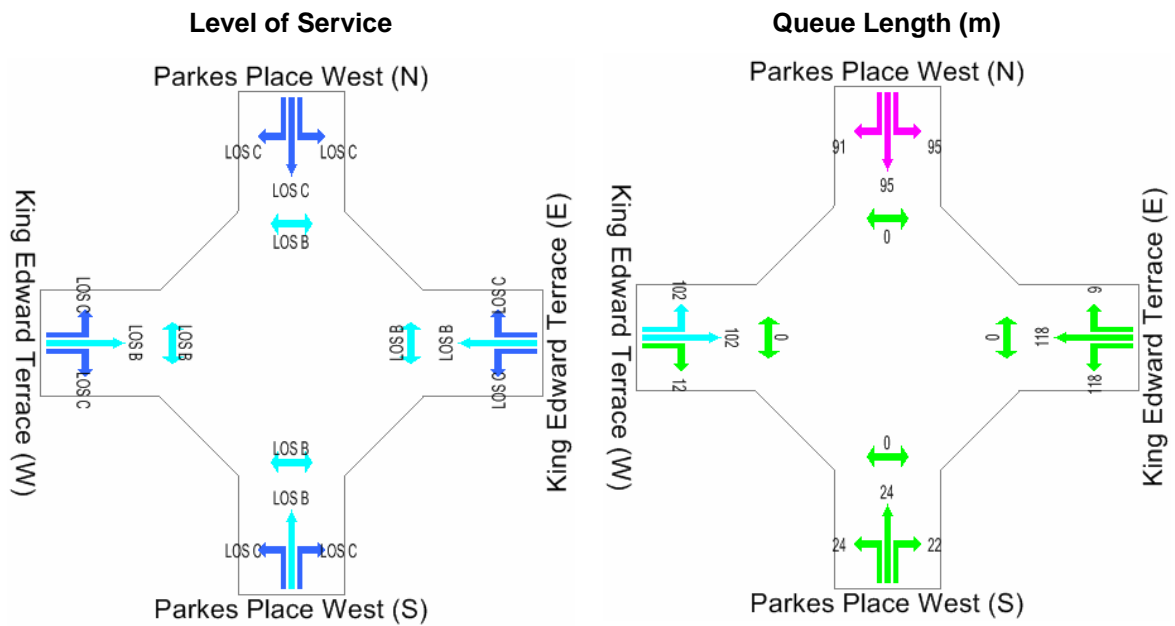 Level of Service
Parkes Place West (N)
LOS C
LOS C
LOS C
LOS B
King Edward Terrace (W)
LOS C
LOS B
LOS B
LOS C
King Edward Terrace (E)
LOS C
LOS B
LOS B
LOS C
LOS B
LOS B
LOS C
LOS C
Parkes Place West (S)
Queue Length (m)
Parkes Place West (N)
91
95
95
0
King Edward Terrace (W)
102
102
0
12
King Edward Terrace (E)
9
0
118
118
0
24
24
22
Parkes Place West (S)